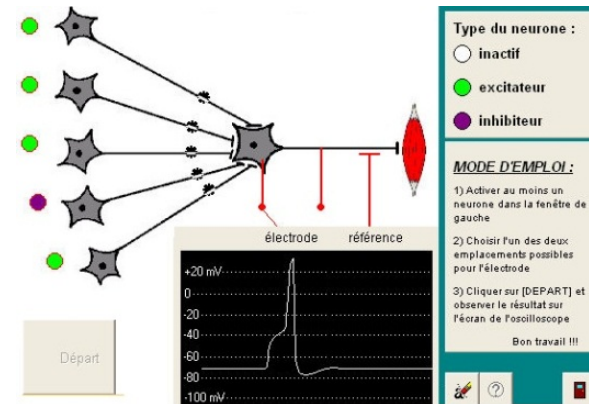 Type du neurone :
inactif
excitateur
inhibiteur
MODE D'EMPLOI :
1) Activer au moins un
neurone dans la fenêtre de
gauche
2) Choisir l'un des deux
emplacements possibles
pour l'électrode
3) Cliquer sur [DEPART] et
observer le résultat sur
l'écran de l'oscilloscope
Bon travail !!!
électrode
référence
+20 mV
0
-20
-40
-60
-80
-100 mV
Départ
?